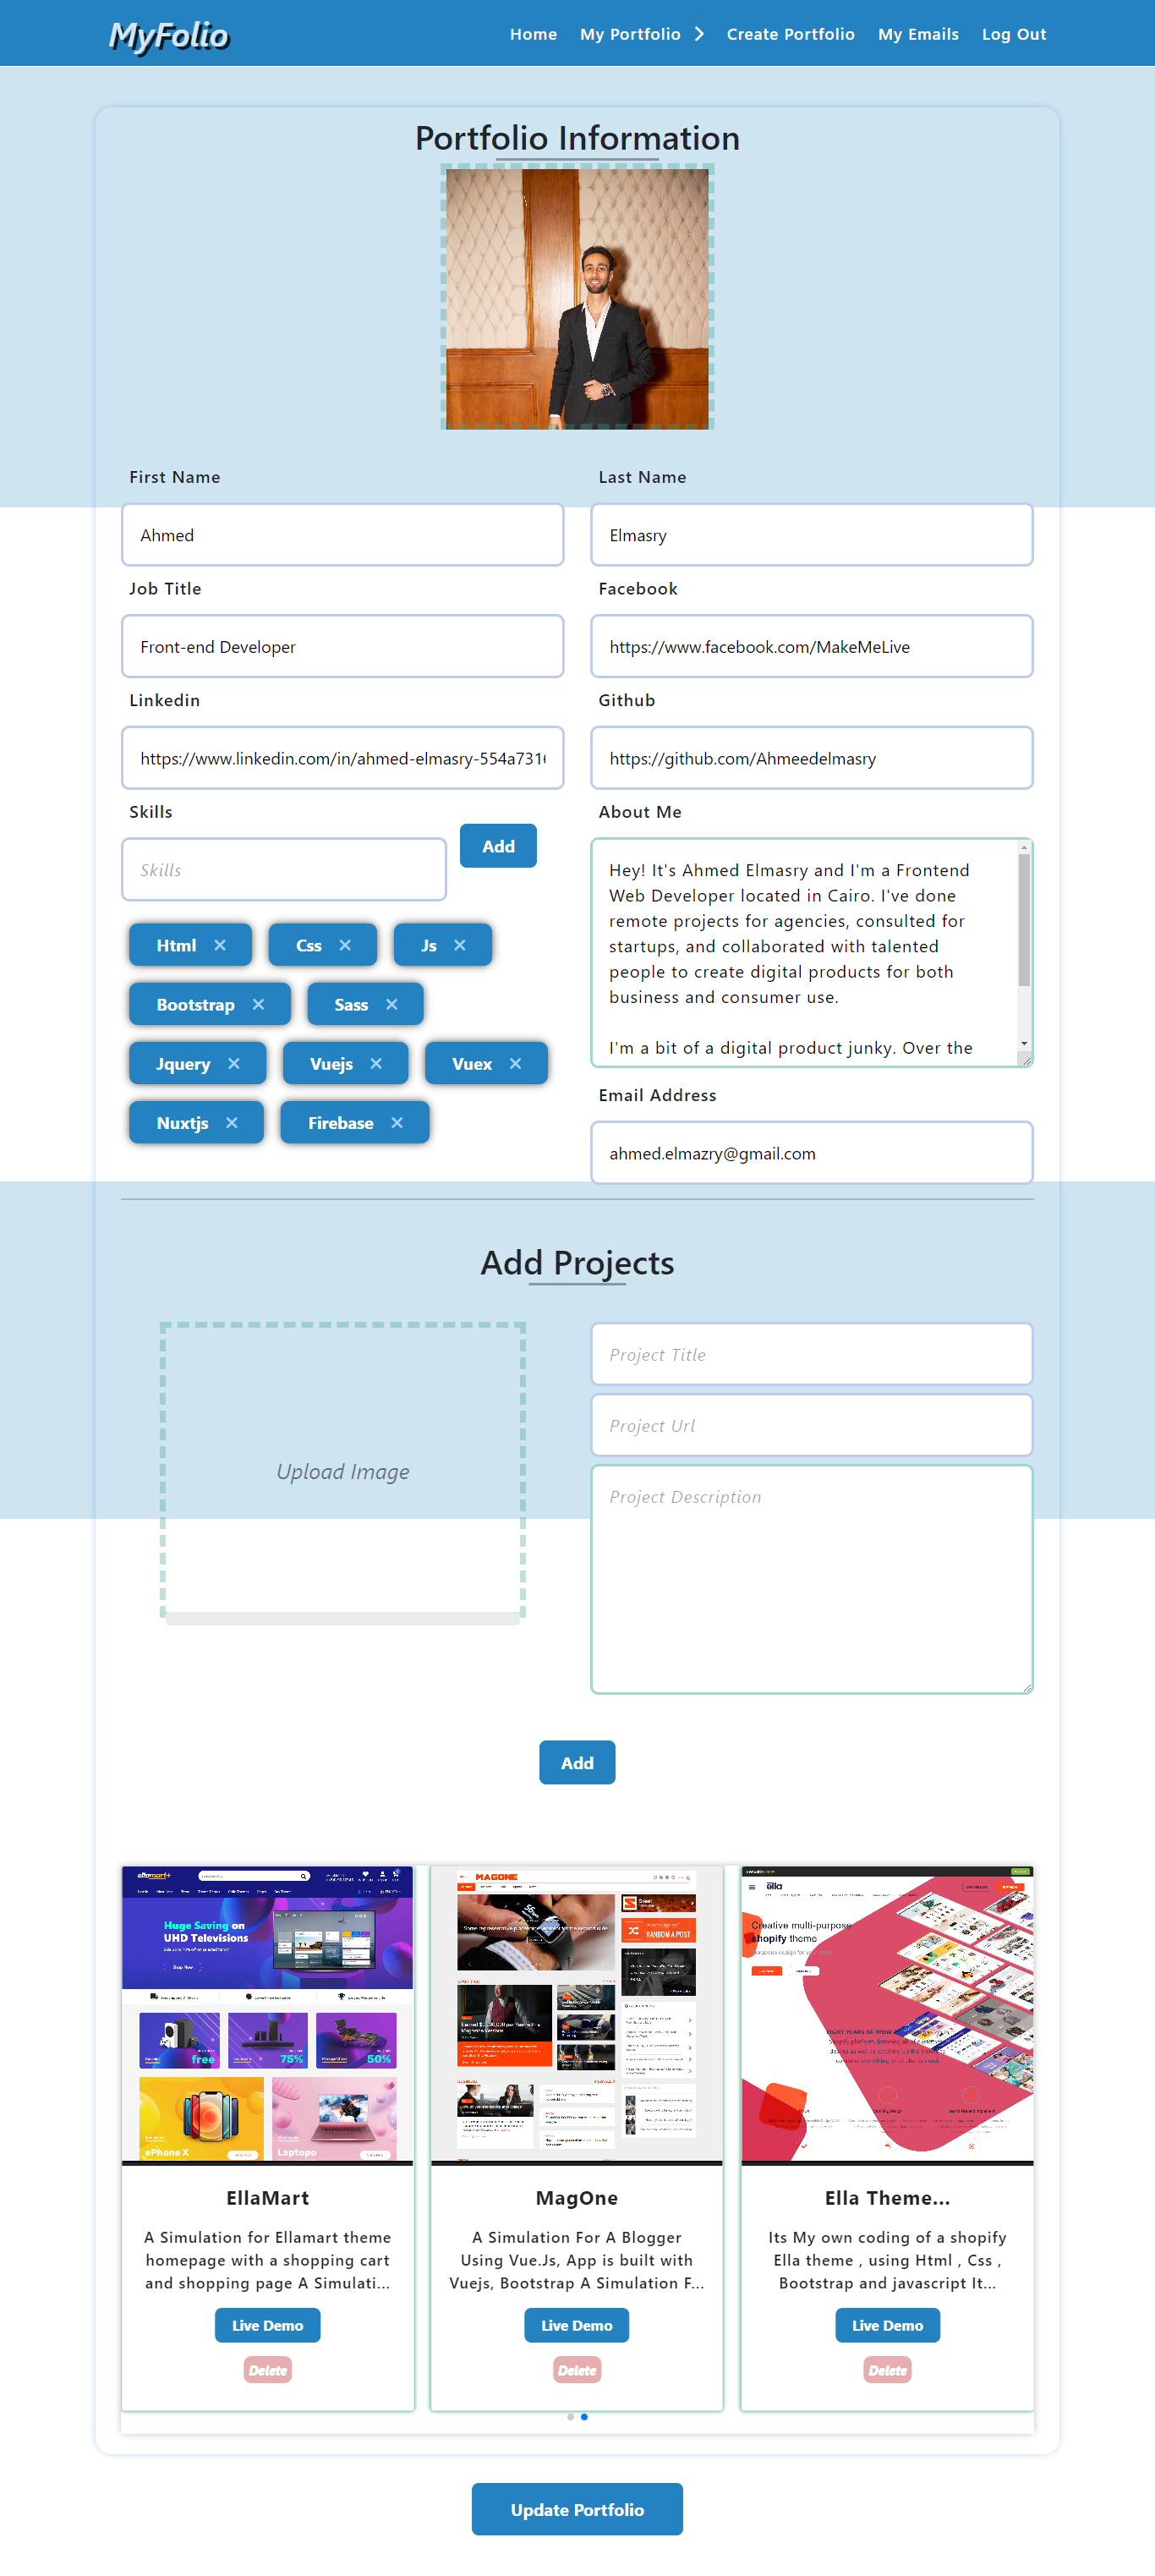 MyFolio
Home
My Portfolio
Create Portfolio
My Emails
Log Out
Portfolio Information
First Name
Last Name
Ahmed
Elmasry
Job Title
Facebook
Front-end Developer
https://www.facebook.com/MakeMeLive
Linkedin
Github
https://www.linkedin.com/in/ahmed-elmasry-554a731
https://github.com/Ahmeedelmasry
Skills
About Me
Skills
Add
Hey! It's Ahmed Elmasry and I'm a Frontend
Web Developer located in Cairo. I've done
remote projects for agencies, consulted for
startups, and collaborated with talented
people to create digital products for both
business and consumer use.
I'm a bit of a digital product junky. Over the
Html ×
Css ×
Js ×
Bootstrap ×
Sass ×
Jquery ×
Vuejs ×
Vuex ×
Nuxtjs ×
Firebase ×
Email Address
ahmed.elmazry@gmail.com
Add Projects
Upload Image
Project Title
Project Url
Project Description
Add
ellamart+
Huge Saving on
UHD Televisions
Shop Now
free
75%
50%
ePhone X
Laptopo
MAGONE
RANDOM A POST
ella
Creative multi-purpose
shopify theme
EllaMart
A Simulation for Ellamart theme
homepage with a shopping cart
and shopping page A Simulati...
Live Demo
Delete
MagOne
A Simulation For A Blogger
Using Vue.Js, App is built with
Vuejs, Bootstrap A Simulation F...
Live Demo
Delete
Ella Theme...
Its My own coding of a shopify
Ella theme , using Html , Css ,
Bootstrap and javascript It...
Live Demo
Delete
Update Portfolio